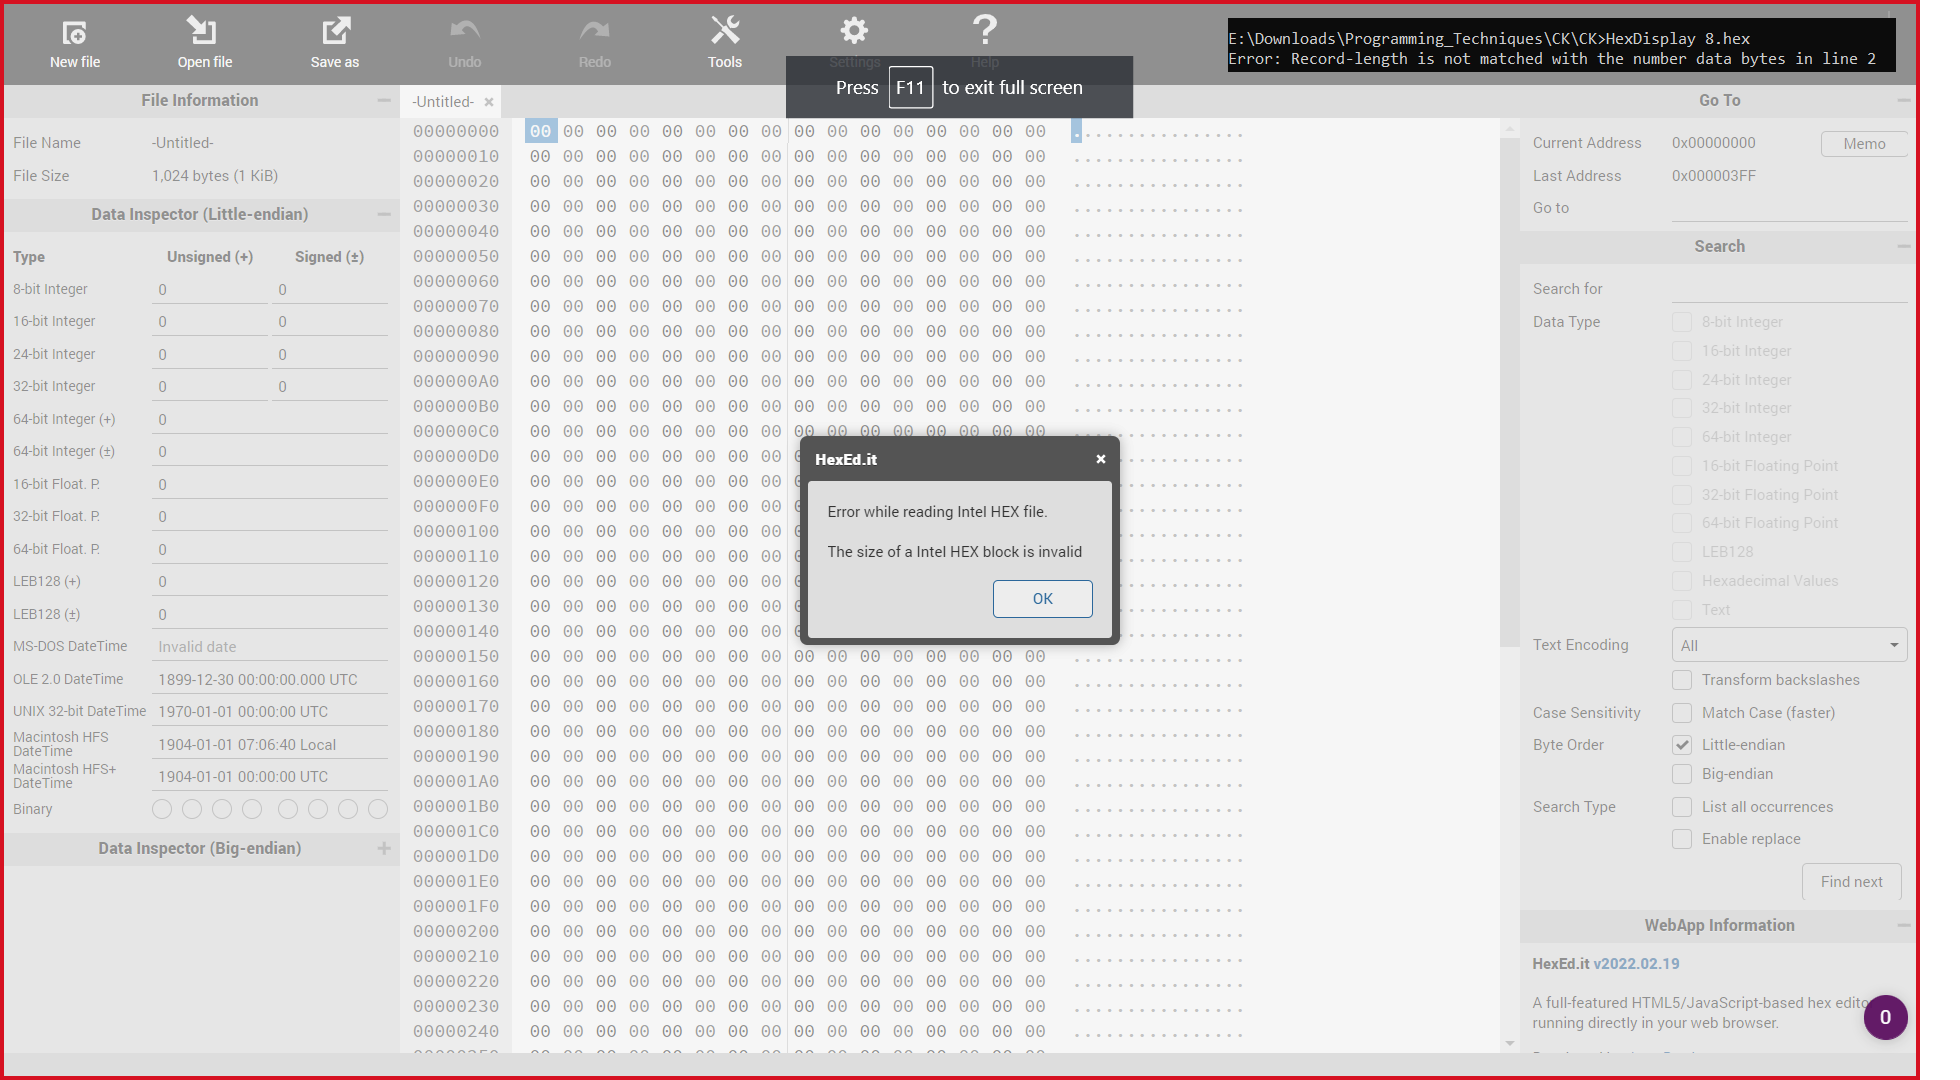 New file
Open file
Save as
Undo
Redo
Tools
Settings
Help
E:\Downloads\Programming_Techniques\CK\CK>HexDisplay 8.hex
Error: Record-length is not matched with the number data bytes in line 2
Press F11 to exit full screen
File Information
File Name -Untitled-
File Size 1,024 bytes (1 KiB)
Data Inspector (Little-endian)
Type Unsigned (+) Signed (±)
8-bit Integer 0 0
16-bit Integer 0 0
24-bit Integer 0 0
32-bit Integer 0 0
64-bit Integer (+) 0
64-bit Integer (±) 0
16-bit Float. P. 0
32-bit Float. P. 0
64-bit Float. P. 0
LEB128 (+) 0
LEB128 (±) 0
MS-DOS DateTime Invalid date
OLE 2.0 DateTime 1899-12-30 00:00:00.000 UTC
UNIX 32-bit DateTime 1970-01-01 00:00:00 UTC
Macintosh HFS DateTime 1904-01-01 07:06:40 Local
Macintosh HFS+ DateTime 1904-01-01 00:00:00 UTC
Binary
Data Inspector (Big-endian)
-Untitled- ×
00000000 00 00 00 00 00 00 00 00 00 00 00 00 00 00 00 00 ................
00000010 00 00 00 00 00 00 00 00 00 00 00 00 00 00 00 00 ................
00000020 00 00 00 00 00 00 00 00 00 00 00 00 00 00 00 00 ................
00000030 00 00 00 00 00 00 00 00 00 00 00 00 00 00 00 00 ................
00000040 00 00 00 00 00 00 00 00 00 00 00 00 00 00 00 00 ................
00000050 00 00 00 00 00 00 00 00 00 00 00 00 00 00 00 00 ................
00000060 00 00 00 00 00 00 00 00 00 00 00 00 00 00 00 00 ................
00000070 00 00 00 00 00 00 00 00 00 00 00 00 00 00 00 00 ................
00000080 00 00 00 00 00 00 00 00 00 00 00 00 00 00 00 00 ................
00000090 00 00 00 00 00 00 00 00 00 00 00 00 00 00 00 00 ................
000000A0 00 00 00 00 00 00 00 00 00 00 00 00 00 00 00 00 ................
000000B0 00 00 00 00 00 00 00 00 00 00 00 00 00 00 00 00 ................
000000C0 00 00 00 00 00 00 00 00 00 00 00 00 00 00 00 00 ................
000000D0 00 00 00 00 00 00 00 00
000000E0 00 00 00 00 00 00 00 00
000000F0 00 00 00 00 00 00 00 00
00000100 00 00 00 00 00 00 00 00
00000110 00 00 00 00 00 00 00 00
00000120 00 00 00 00 00 00 00 00
00000130 00 00 00 00 00 00 00 00
00000140 00 00 00 00 00 00 00 00
00000150 00 00 00 00 00 00 00 00 00 00 00 00 00 00 00 00 ................
00000160 00 00 00 00 00 00 00 00 00 00 00 00 00 00 00 00 ................
00000170 00 00 00 00 00 00 00 00 00 00 00 00 00 00 00 00 ................
00000180 00 00 00 00 00 00 00 00 00 00 00 00 00 00 00 00 ................
00000190 00 00 00 00 00 00 00 00 00 00 00 00 00 00 00 00 ................
000001A0 00 00 00 00 00 00 00 00 00 00 00 00 00 00 00 00 ................
000001B0 00 00 00 00 00 00 00 00 00 00 00 00 00 00 00 00 ................
000001C0 00 00 00 00 00 00 00 00 00 00 00 00 00 00 00 00 ................
000001D0 00 00 00 00 00 00 00 00 00 00 00 00 00 00 00 00 ................
000001E0 00 00 00 00 00 00 00 00 00 00 00 00 00 00 00 00 ................
000001F0 00 00 00 00 00 00 00 00 00 00 00 00 00 00 00 00 ................
00000200 00 00 00 00 00 00 00 00 00 00 00 00 00 00 00 00 ................
00000210 00 00 00 00 00 00 00 00 00 00 00 00 00 00 00 00 ................
00000220 00 00 00 00 00 00 00 00 00 00 00 00 00 00 00 00 ................
00000230 00 00 00 00 00 00 00 00 00 00 00 00 00 00 00 00 ................
00000240 00 00 00 00 00 00 00 00 00 00 00 00 00 00 00 00 ................
HexEd.it ×
Error while reading Intel HEX file.
The size of a Intel HEX block is invalid
OK
Go To
Current Address 0x00000000 Memo
Last Address 0x000003FF
Go to
Search
Search for
Data Type 8-bit Integer
16-bit Integer
24-bit Integer
32-bit Integer
64-bit Integer
16-bit Floating Point
32-bit Floating Point
64-bit Floating Point
LEB128
Hexadecimal Values
Text
Text Encoding All
Transform backslashes
Case Sensitivity Match Case (faster)
Byte Order Little-endian
Big-endian
Search Type List all occurrences
Enable replace
Find next
WebApp Information
HexEd.it v2022.02.19
A full-featured HTML5/JavaScript-based hex edito
running directly in your web browser.
0